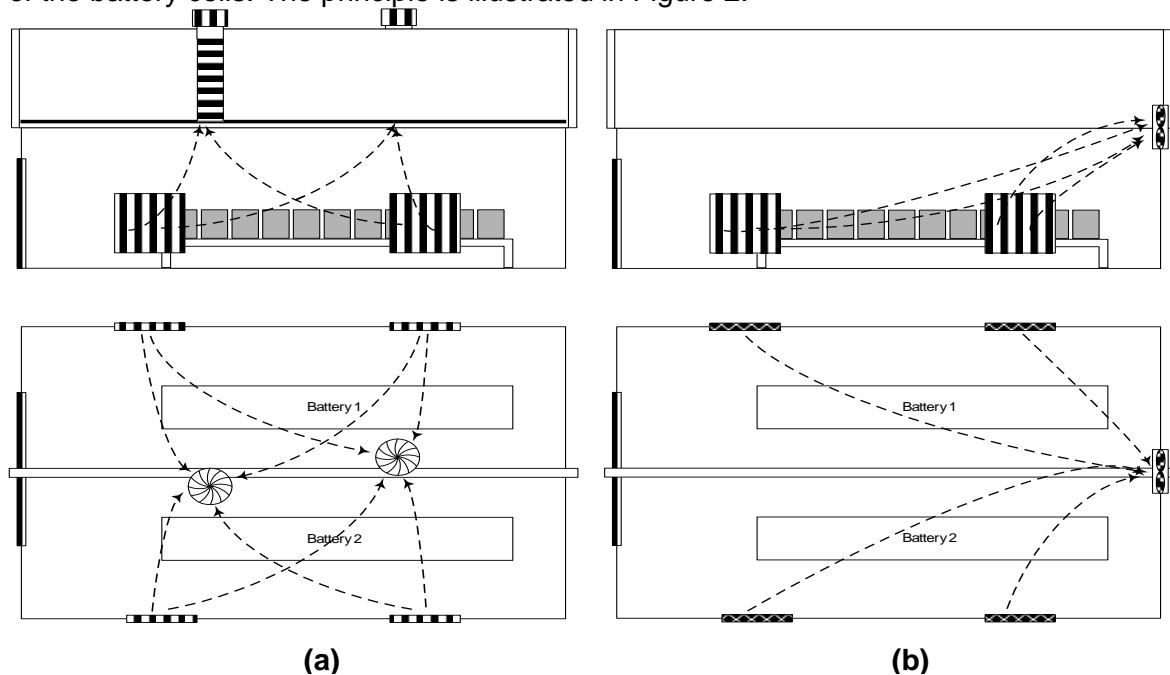 of the battery cells. The principle is illustrated in Figure 2.
Battery 1
Battery 1
Battery 2
Battery 2
(a)
(b)